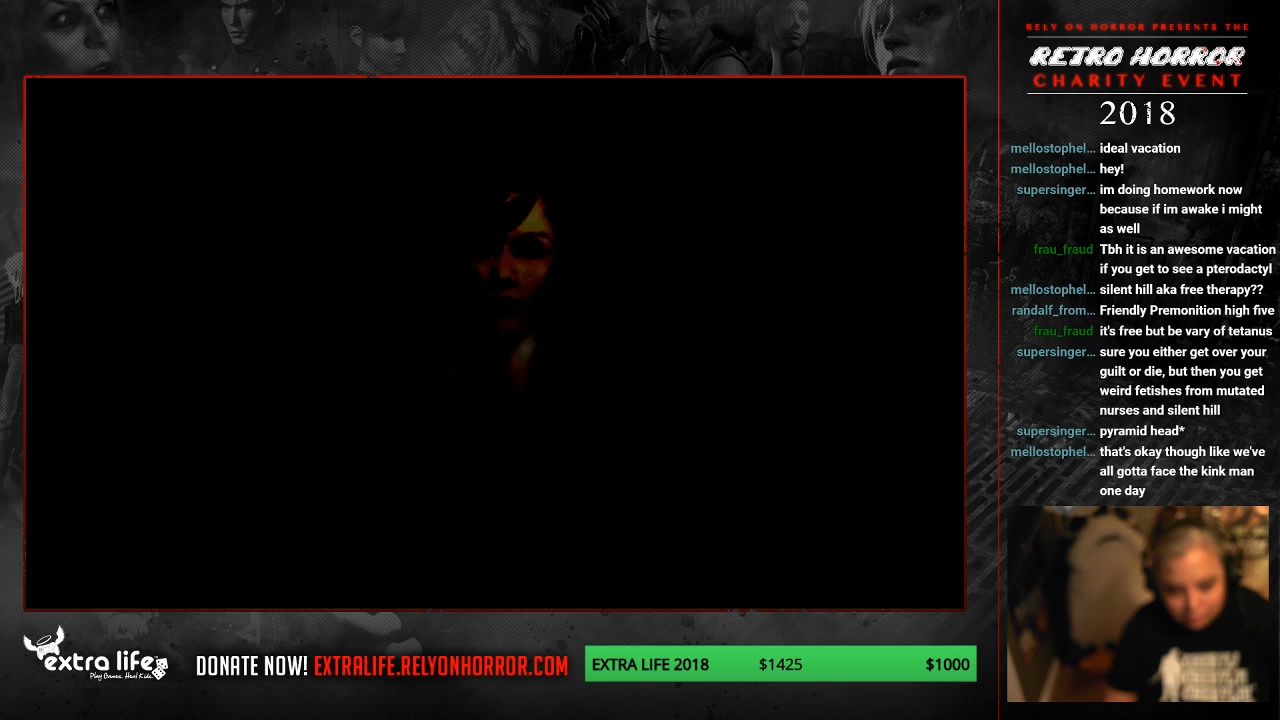 RELY ON HORROR PRESENTS THE
RETRO HORROR
CHARITY EVENT
2018
mellostophel... ideal vacation
mellostophel... hey!
supersinger... im doing homework now
because if im awake i might
as well
frau_fraud Tbh it is an awesome vacation
if you get to see a pterodactyl
mellostophel... silent hill aka free therapy??
randalf_from... Friendly Premonition high five
frau_fraud it's free but be vary of tetanus
supersinger... sure you either get over your
guilt or die, but then you get
weird fetishes from mutated
nurses and silent hill
supersinger... pyramid head*
mellostophel... that's okay though like we've
all gotta face the kink man
one day
extra life
Play Games. Heal Kids.
DONATE NOW! EXTRALIFE.RELYONHORROR.COM
EXTRA LIFE 2018 $1425 $1000